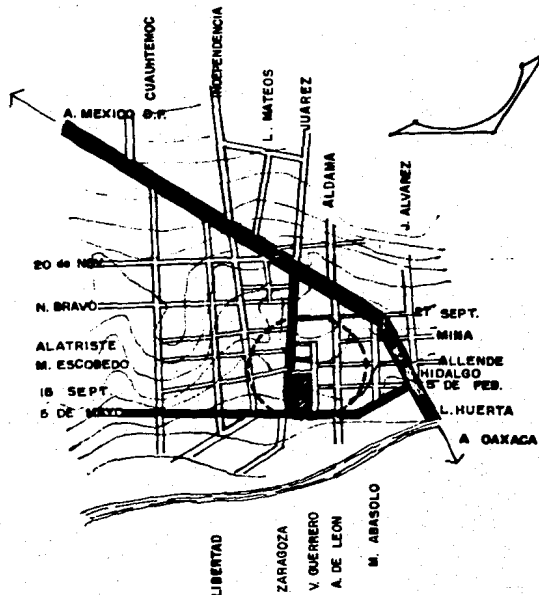 CUAUHTEMOC
INDEPENDENCIA
L. MATEOS
JUAREZ
A. MEXICO D.F.
ALDAMA
J. ALVAREZ
20 de NOV.
N. BRAVO
27 SEPT.
ALATRISTE
MINA
M. ESCOBEDO
ALLENDE
HIDALGO
16 SEPT.
5 DE FEB.
5 DE MAYO
L. HUERTA
A OAXACA
LIBERTAD
ZARAGOZA
V. GUERRERO
A. DE LEON
M. ABASOLO